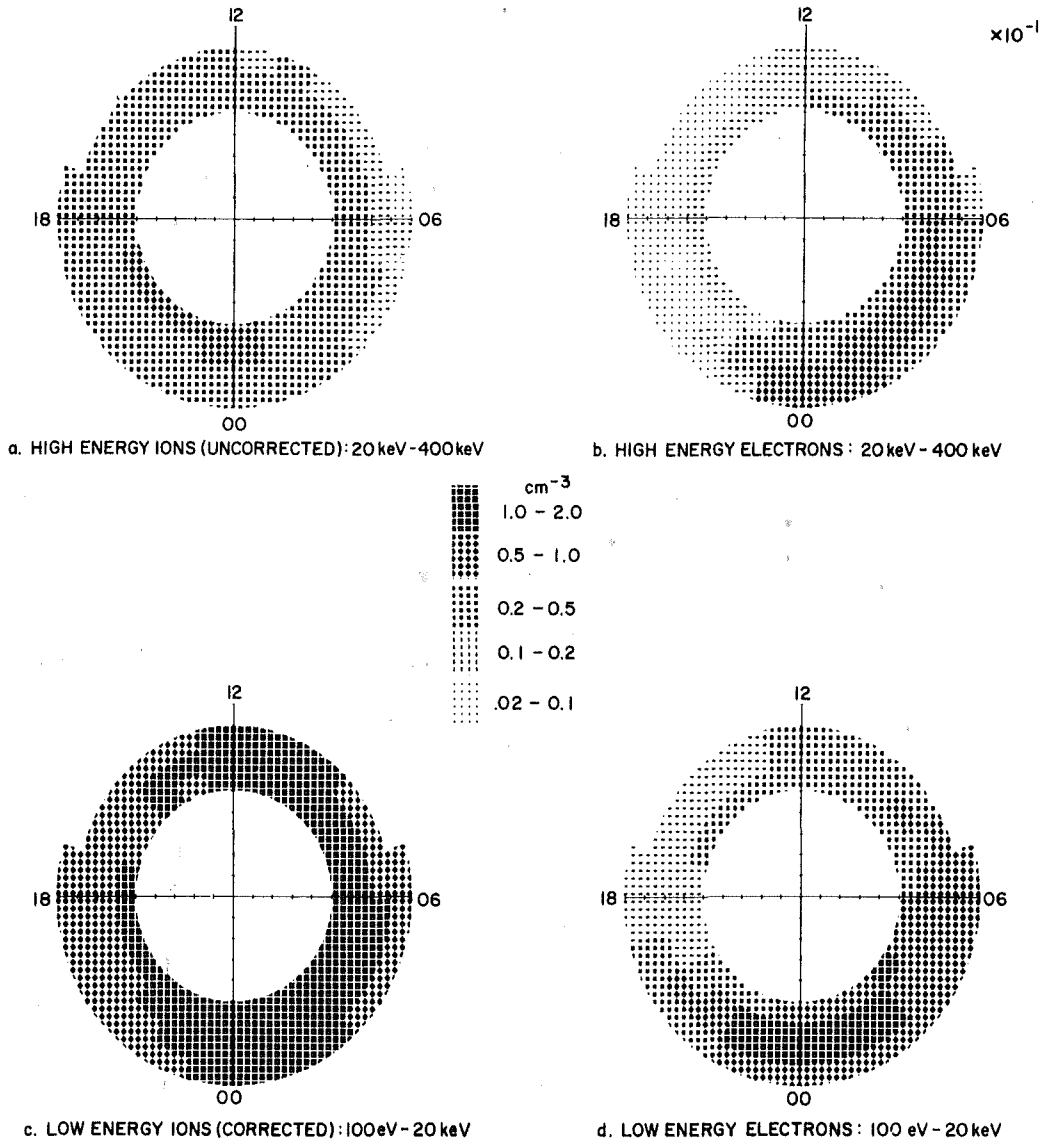 12
12
×10⁻¹
18
06
18
06
00
00
a. HIGH ENERGY IONS (UNCORRECTED): 20 keV - 400 keV
b. HIGH ENERGY ELECTRONS: 20 keV - 400 keV
cm⁻³
1.0 - 2.0
0.5 - 1.0
0.2 - 0.5
0.1 - 0.2
.02 - 0.1
12
12
18
06
18
06
00
00
c. LOW ENERGY IONS (CORRECTED): 100 eV - 20 keV
d. LOW ENERGY ELECTRONS: 100 eV - 20 keV